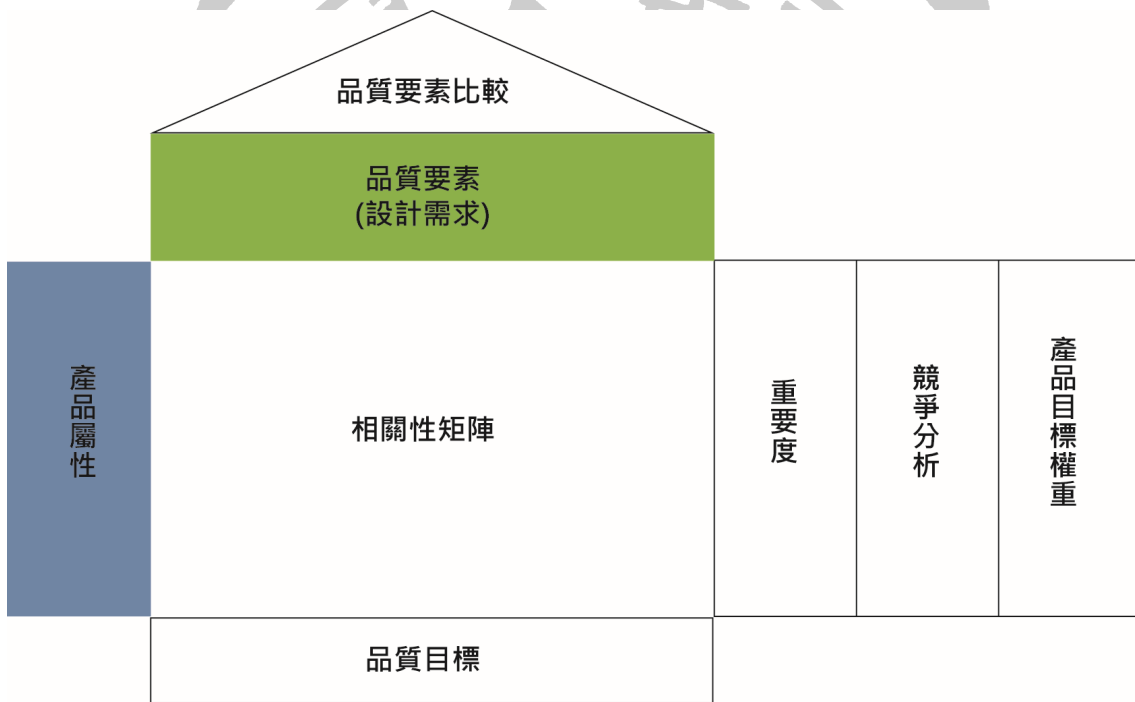 品質要素比較
品質要素
(設計需求)
產品屬性
相關性矩陣
重要度
競爭分析
產品目標權重
品質目標